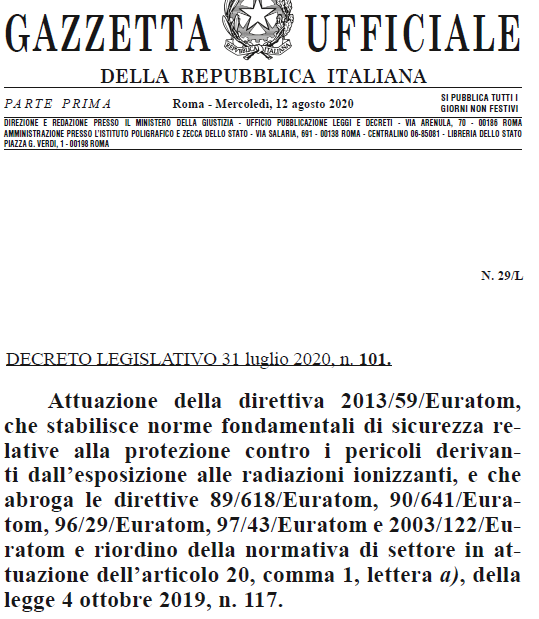 GAZZETTA UFFICIALE
DELLA REPUBBLICA ITALIANA
PARTE PRIMA Roma - Mercoledì, 12 agosto 2020 SI PUBBLICA TUTTI I
GIORNI NON FESTIVI
DIREZIONE E REDAZIONE PRESSO IL MINISTERO DELLA GIUSTIZIA - UFFICIO PUBBLICAZIONE LEGGI E DECRETI - VIA ARENULA, 70 - 00186 ROMA
AMMINISTRAZIONE PRESSO L'ISTITUTO POLIGRAFICO E ZECCA DELLO STATO - VIA SALARIA, 691 - 00138 ROMA - CENTRALINO 06-85081 - LIBRERIA DELLO STATO
PIAZZA G. VERDI, 1 - 00198 ROMA
N. 29/L
DECRETO LEGISLATIVO 31 luglio 2020, n. 101.
Attuazione della direttiva 2013/59/Euratom,
che stabilisce norme fondamentali di sicurezza re-
lative alla protezione contro i pericoli derivan-
ti dall'esposizione alle radiazioni ionizzanti, e che
abroga le direttive 89/618/Euratom, 90/641/Eura-
tom, 96/29/Euratom, 97/43/Euratom e 2003/122/Eu-
ratom e riordino della normativa di settore in at-
tuazione dell'articolo 20, comma 1, lettera a), della
legge 4 ottobre 2019, n. 117.